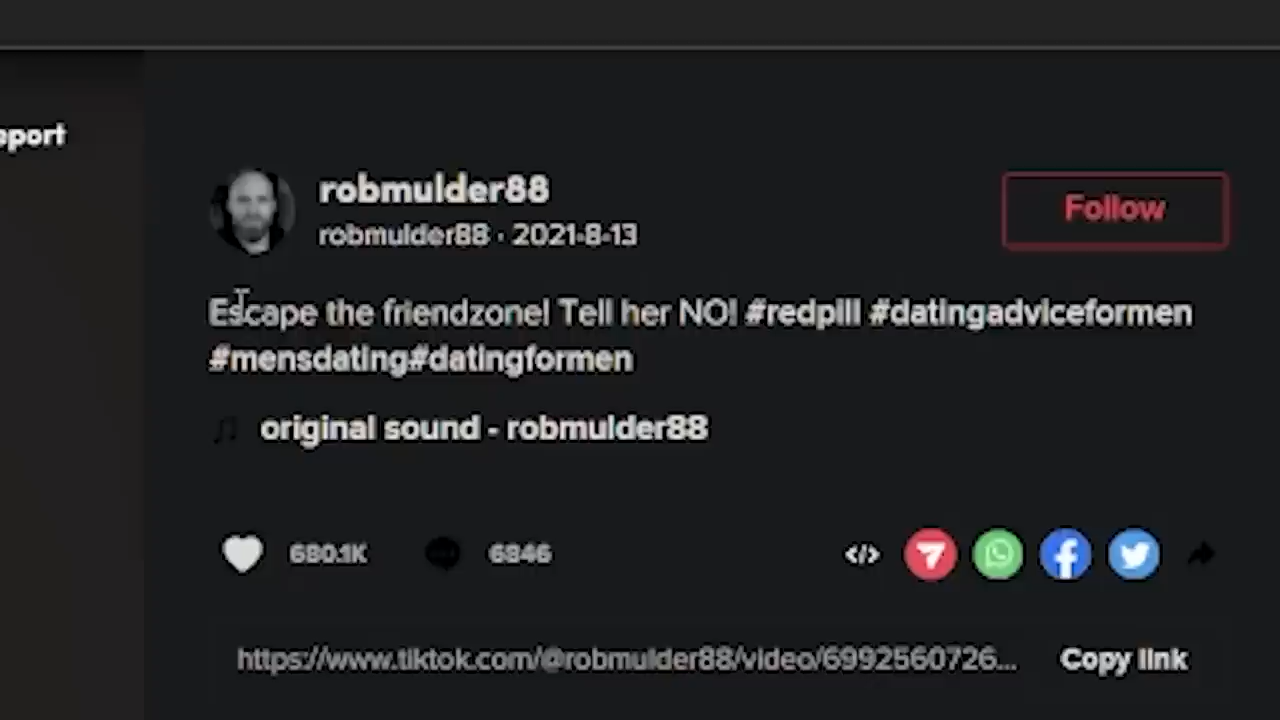 eport
robmulder88
robmulder88 · 2021-8-13
Follow
Escape the friendzone! Tell her NO! #redpill #datingadviceformen
#mensdating#datingformen
original sound - robmulder88
680.1K
6846
</>
https://www.tiktok.com/@robmulder88/video/6992560726...
Copy link